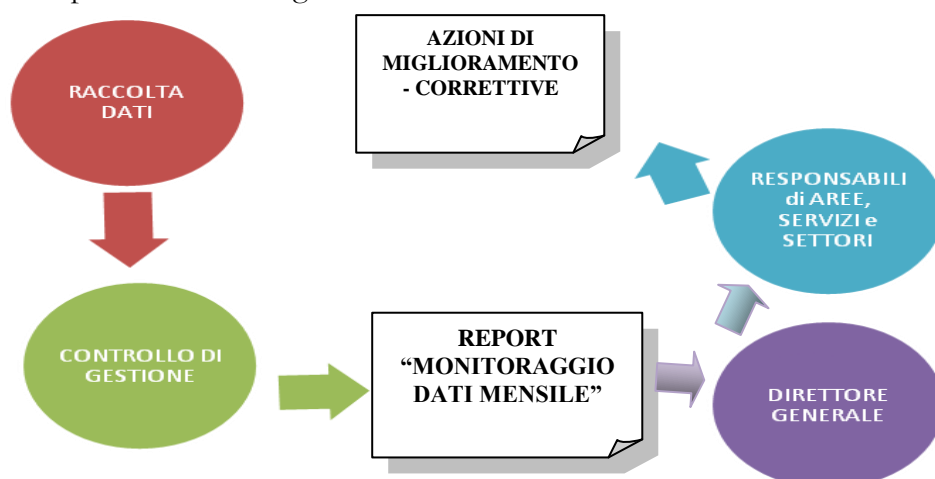 RACCOLTA
DATI
CONTROLLO DI
GESTIONE
REPORT
“MONITORAGGIO
DATI MENSILE”
DIRETTORE
GENERALE
RESPONSABILI
di AREE,
SERVIZI e
SETTORI
AZIONI DI
MIGLIORAMENTO
- CORRETTIVE